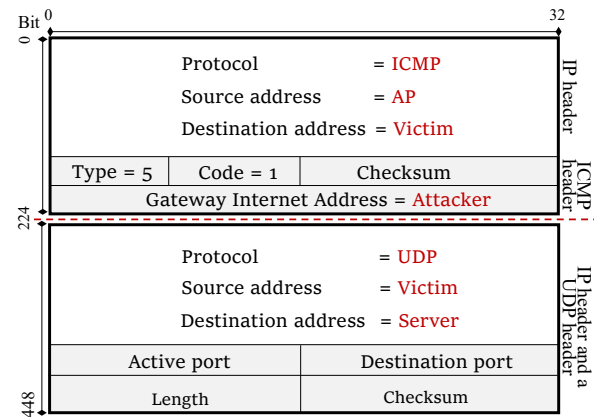 Bit 0 32
0
Protocol = ICMP
Source address = AP
Destination address = Victim
IP header
Type = 5 Code = 1 Checksum
Gateway Internet Address = Attacker
ICMP header
224
Protocol = UDP
Source address = Victim
Destination address = Server
IP header and a
UDP header
Active port Destination port
Length Checksum
448